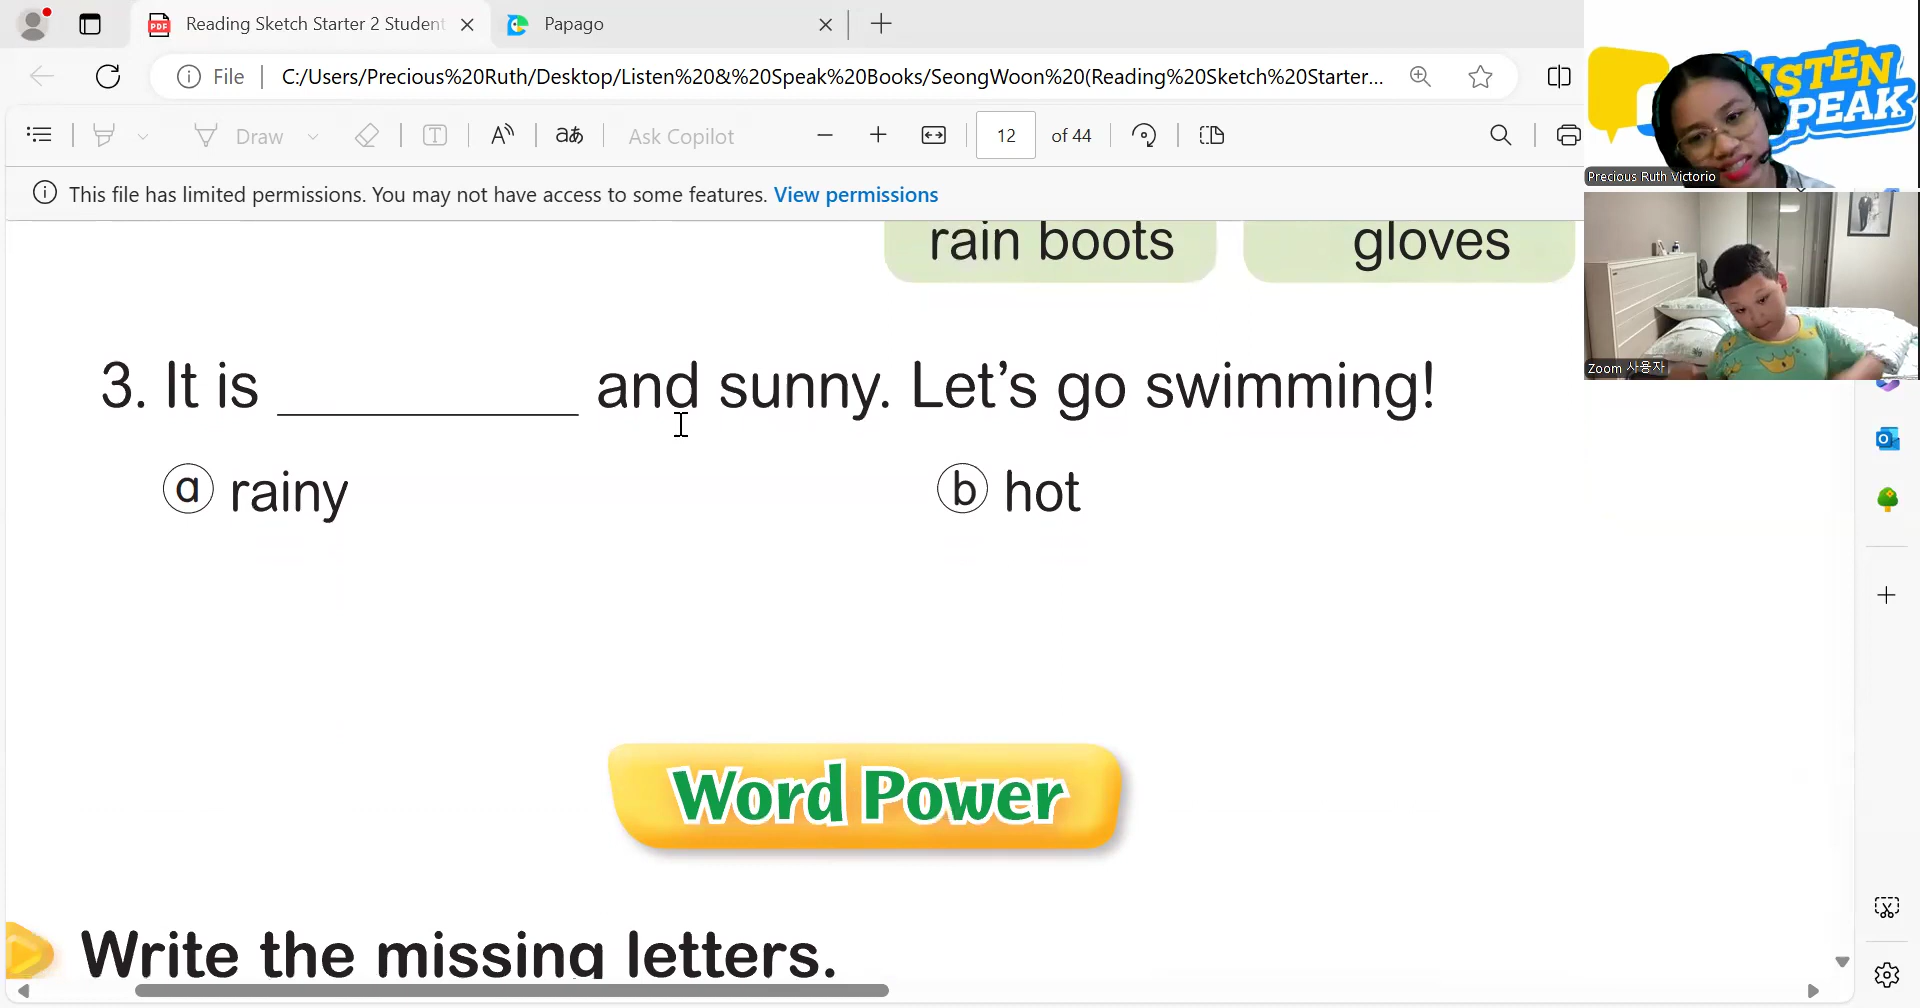 Reading Sketch Starter 2 Student
Papago
File
C:/Users/Precious%20Ruth/Desktop/Listen%20&%20Speak%20Books/SeongWoon%20(Reading%20Sketch%20Starter...
Draw
Ask Copilot
12
of 44
This file has limited permissions. You may not have access to some features. View permissions
LISTEN
SPEAK
Precious Ruth Victorio
Zoom 사용자
rain boots
gloves
3. It is ____________ and sunny. Let's go swimming!
a rainy
b hot
Word Power
Write the missing letters.